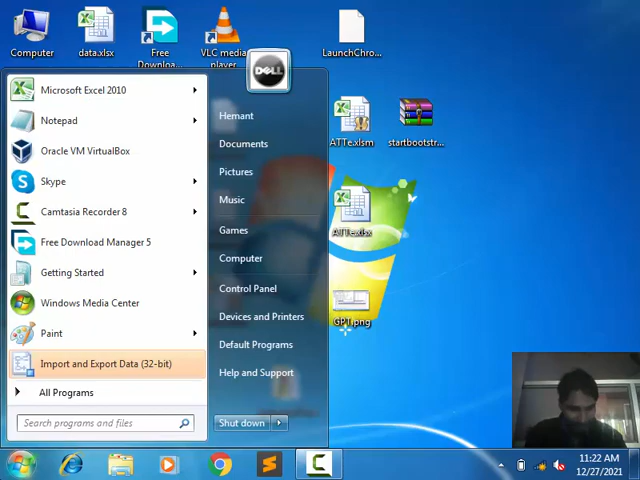 Computer
data.xlsx
Free
Downloa...
VLC media
player
LaunchChro...
DELL
ATTe.xlsm
startbootstr...
ATTe.xlsx
GPT.png
Microsoft Excel 2010
Notepad
Oracle VM VirtualBox
Skype
Camtasia Recorder 8
Free Download Manager 5
Getting Started
Windows Media Center
Paint
Import and Export Data (32-bit)
All Programs
Search programs and files
Hemant
Documents
Pictures
Music
Games
Computer
Control Panel
Devices and Printers
Default Programs
Help and Support
Shut down
11:22 AM
12/27/2021